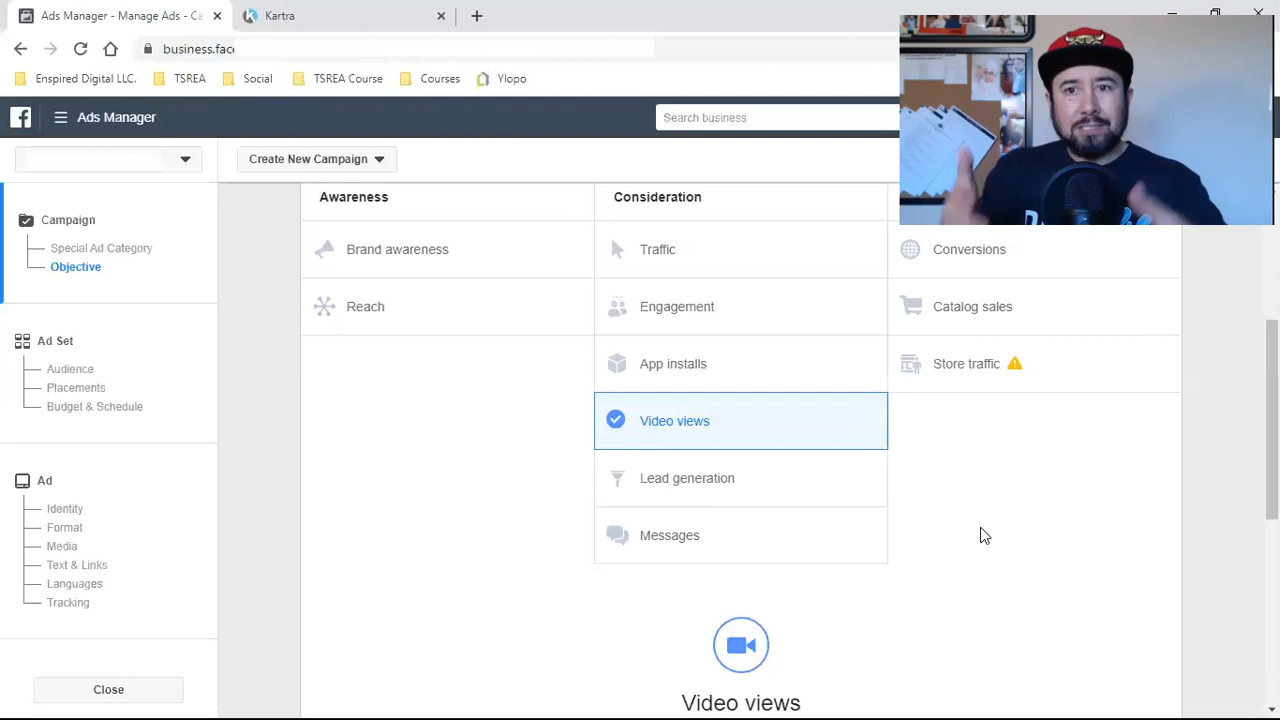 Ads Manager - Manage Ads - Ca
Kartra
business.fac
Enspired Digital LLC.
TSREA
Social
TSREA Course
Courses
Ylopo
Ads Manager
Search business
Create New Campaign
Campaign
Special Ad Category
Objective
Ad Set
Audience
Placements
Budget & Schedule
Ad
Identity
Format
Media
Text & Links
Languages
Tracking
Close
Awareness
Consideration
Brand awareness
Traffic
Conversions
Reach
Engagement
Catalog sales
App installs
Store traffic
Video views
Lead generation
Messages
Video views